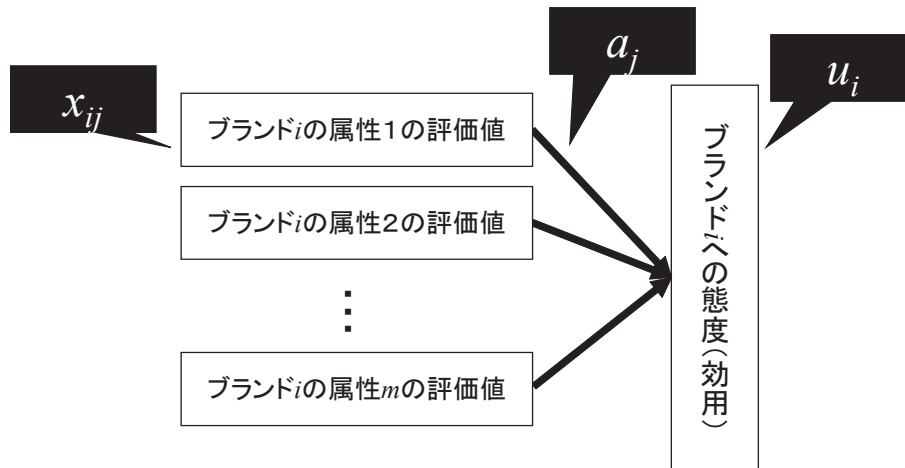 a_j
u_i
x_{ij}
ブランドiの属性１の評価値
ブランドiの属性２の評価値
⋮
ブランドiの属性mの評価値
ブランドiへの態度（効用）